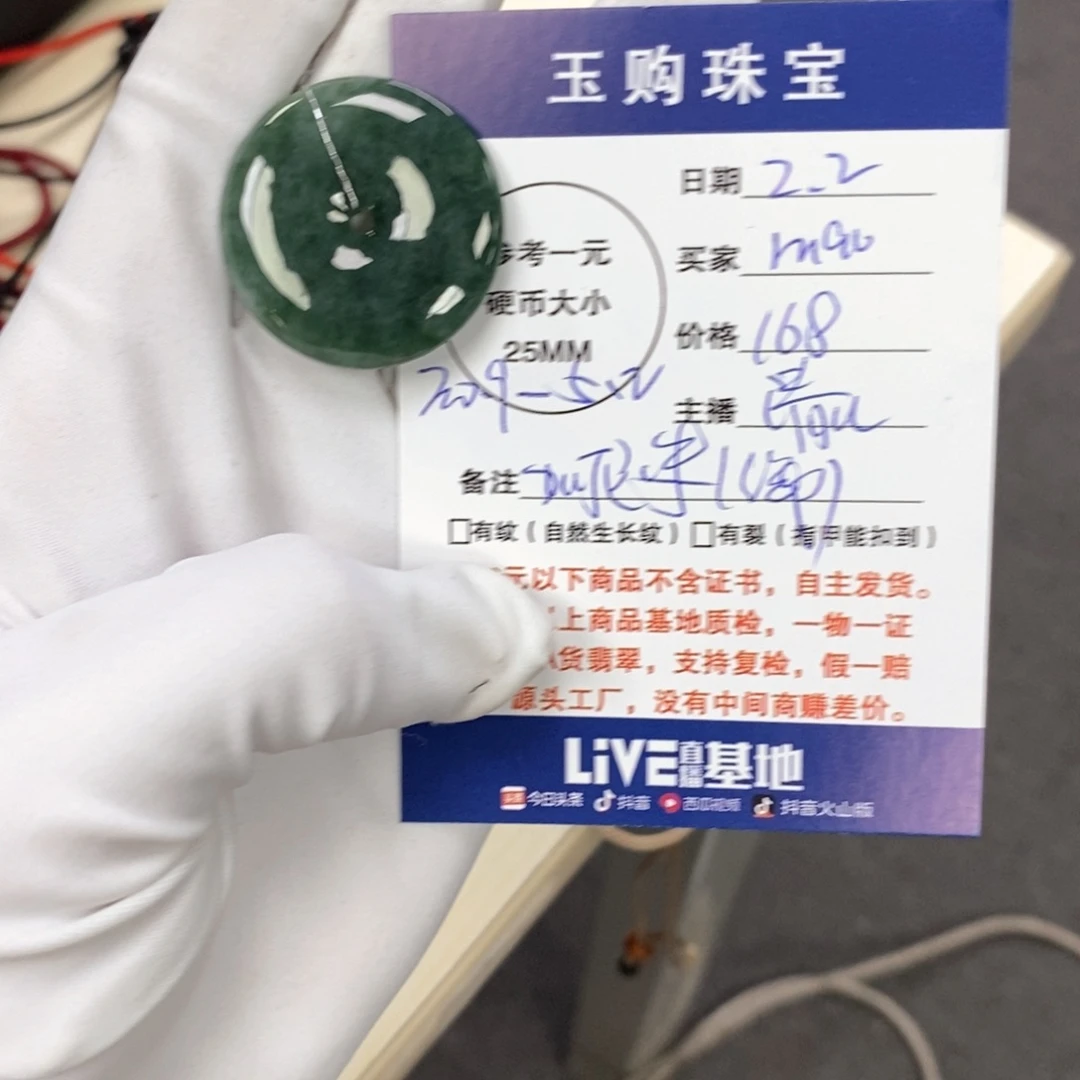 玉购珠宝
日期 2.2
买家
价格 168
主播
参考一元
硬币大小
25MM
备注
□有纹（自然生长纹）□有裂（指甲能扣到）
元以下商品不含证书，自主发货。
上商品基地质检，一物一证
货翡翠，支持复检，假一赔
源头工厂，没有中间商赚差价。
LiVE直播基地
头条 今日头条 抖音 西瓜视频 抖音火山版